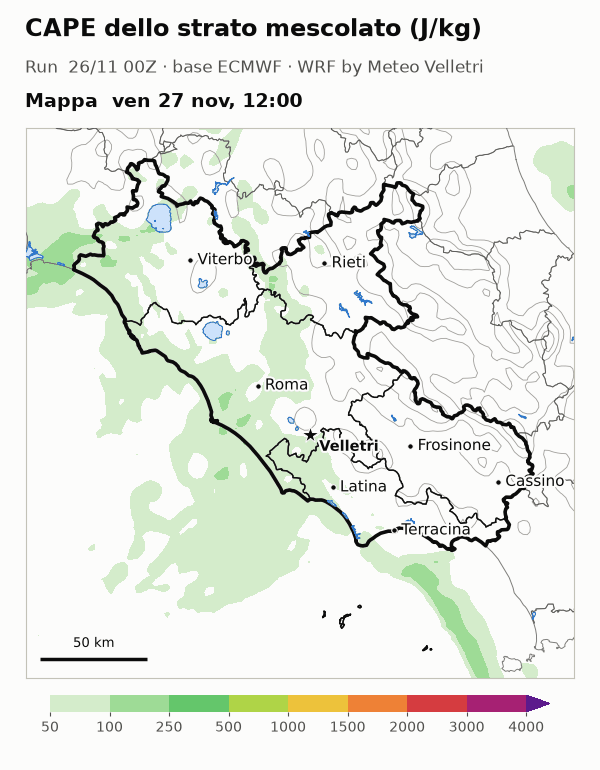 CAPE dello strato mescolato (J/kg)
Run  26/11 00Z · base ECMWF · WRF by Meteo Velletri
Mappa  ven 27 nov, 12:00
Viterbo
Rieti
Roma
Velletri
Frosinone
Cassino
Latina
Terracina
50 km
50 100 250 500 1000 1500 2000 3000 4000